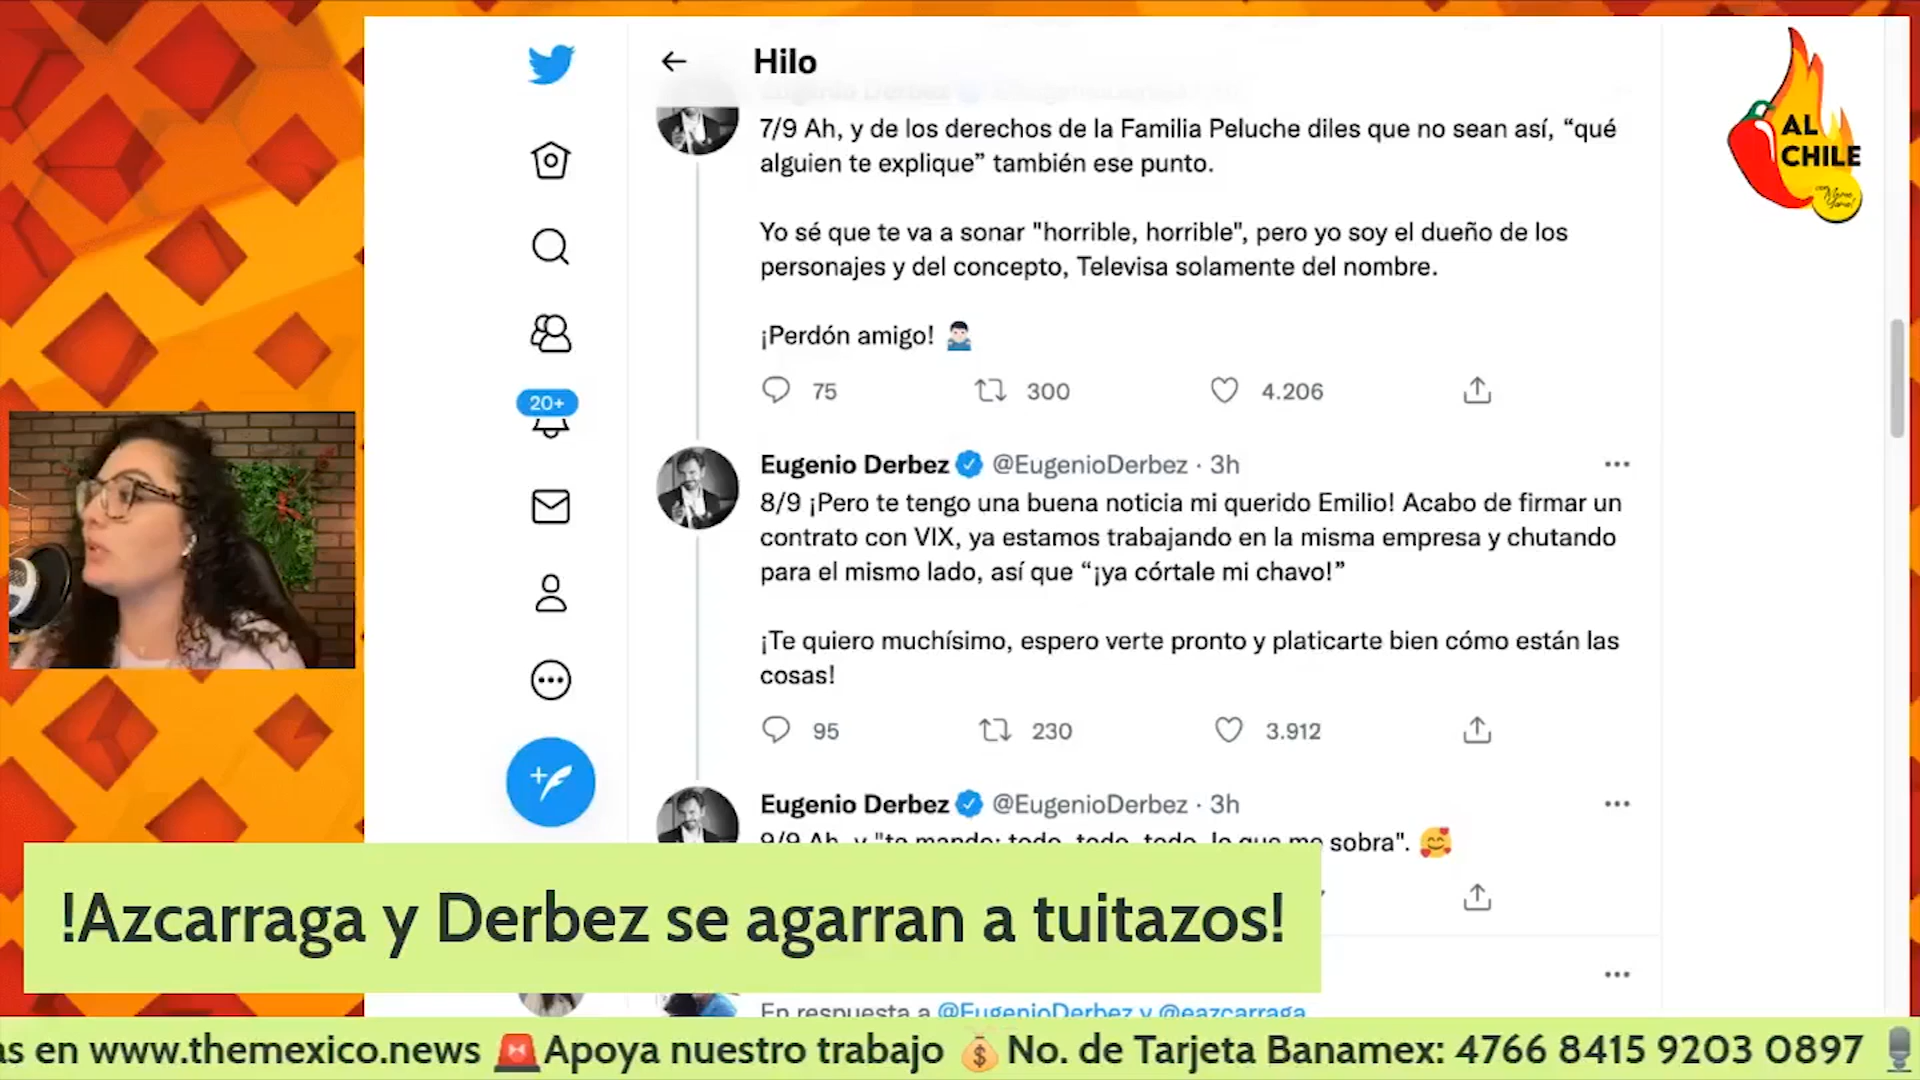 Hilo
7/9 Ah, y de los derechos de la Familia Peluche diles que no sean así, “qué
alguien te explique” también ese punto.
Yo sé que te va a sonar "horrible, horrible", pero yo soy el dueño de los
personajes y del concepto, Televisa solamente del nombre.
¡Perdón amigo! 🤷🏻‍♂️
75 300 4.206
Eugenio Derbez @EugenioDerbez · 3h
8/9 ¡Pero te tengo una buena noticia mi querido Emilio! Acabo de firmar un
contrato con VIX, ya estamos trabajando en la misma empresa y chutando
para el mismo lado, así que “¡ya córtale mi chavo!”
¡Te quiero muchísimo, espero verte pronto y platicarte bien cómo están las
cosas!
95 230 3.912
Eugenio Derbez @EugenioDerbez · 3h
9/9 Ah, y "te mando: todo, todo, todo, lo que me sobra". 🥰
En respuesta a @EugenioDerbez y @eazcarraga
20+
AL
CHILE
!Azcarraga y Derbez se agarran a tuitazos!
as en www.themexico.news 🚨Apoya nuestro trabajo 💰No. de Tarjeta Banamex: 4766 8415 9203 0897 🎙